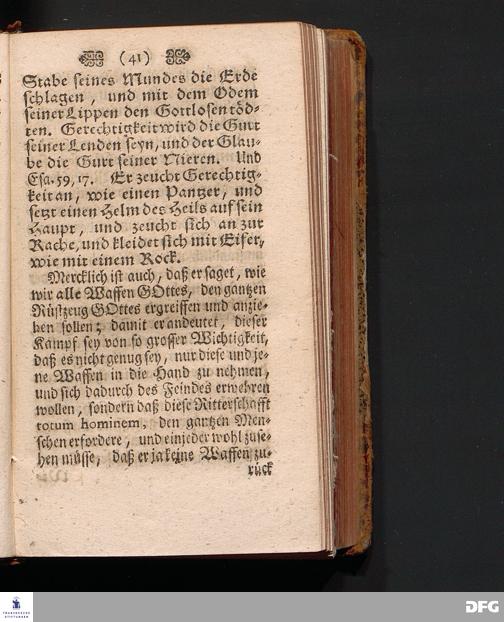 (41)
Stabe seines Mundes die Erde
schlagen, und mit dem Odem
seiner Lippen den Gottlosen töd-
ten. Gerechtigkeit wird die Gurt
seiner Lenden seyn, und der Glau-
be die Gurt seiner Nieren. Und
Esa. 59, 17. Er zeucht Gerechtig-
keit an, wie einen Pantzer, und
setzt einen Helm des Heils auf sein
Haupt, und zeucht sich an zur
Rache, und kleidet sich mit Eifer,
wie mit einem Rock.
Mercklich ist auch, daß er saget, wie
wir alle Waffen GOttes, den gantzen
Rüstzeug GOttes ergreiffen und anzie-
hen sollen; damit er andeutet, dieser
Kampf sey von so grosser Wichtigkeit,
daß es nicht genug sey, nur diese und je-
ne Waffen in die Hand zu nehmen,
und sich dadurch des Feindes erwehren
wollen, sondern daß diese Ritterschafft
totum hominem, den gantzen Men-
schen erfordere, und ein jeder wohl zuse-
hen müsse, daß er ja keine Waffen zu-
rück
FRANCKESCHE
STIFTUNGEN
DFG